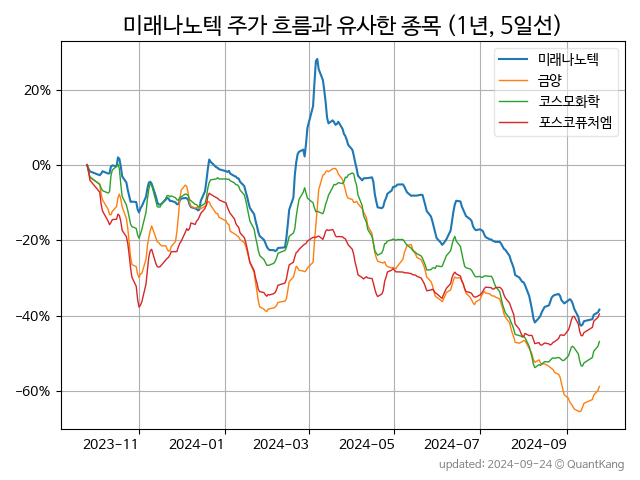 미래나노텍 주가 흐름과 유사한 종목 (1년, 5일선)
미래나노텍
금양
코스모화학
포스코퓨처엠
20%
0%
−20%
−40%
−60%
2023-11
2024-01
2024-03
2024-05
2024-07
2024-09
updated: 2024-09-24 © QuantKang